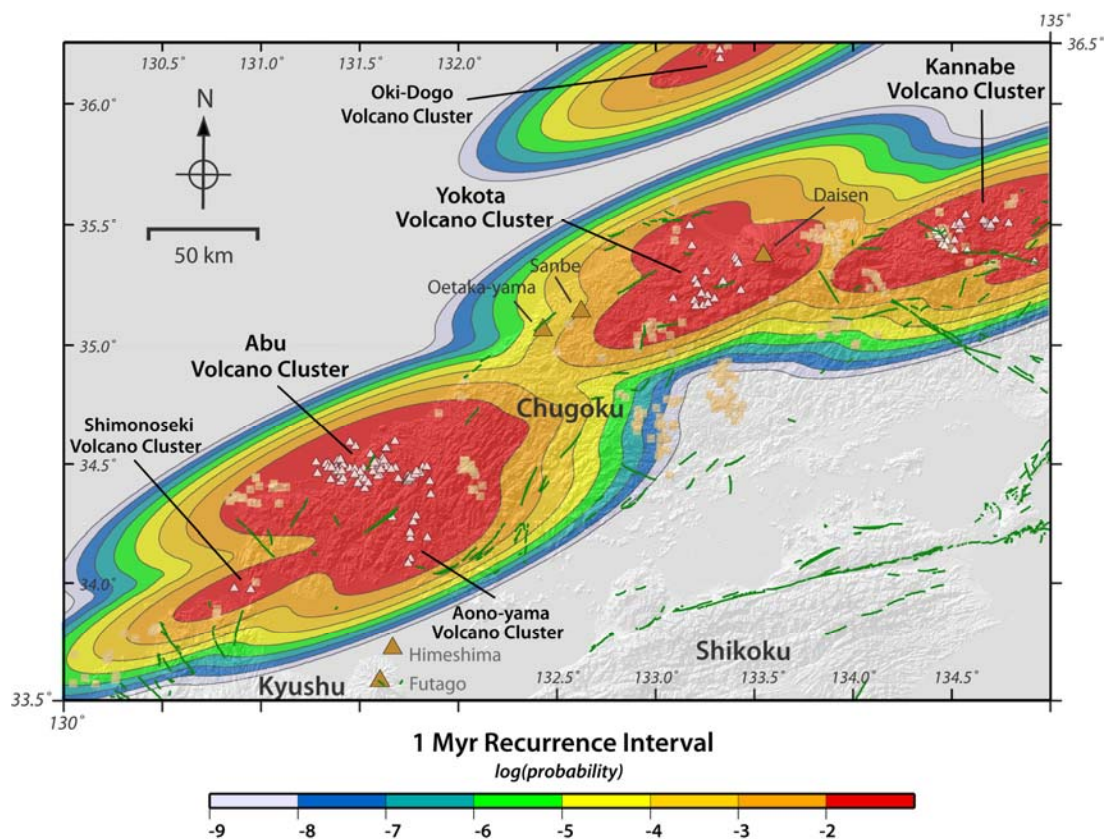 135°
36.5°
130.5° 131.0° 131.5° 132.0°
Oki-Dogo
Volcano Cluster
Kannabe
Volcano Cluster
36.0°
N
Yokota
Volcano Cluster
Daisen
35.5°
50 km
Sanbe
Oetaka-yama
35.0°
Abu
Volcano Cluster
Chugoku
Shimonoseki
Volcano Cluster
34.5°
34.0°
Aono-yama
Volcano Cluster
Himeshima
Shikoku
Kyushu
Futago
132.5° 133.0° 133.5° 134.0° 134.5°
33.5°
130°
1 Myr Recurrence Interval
log(probability)
-9 -8 -7 -6 -5 -4 -3 -2